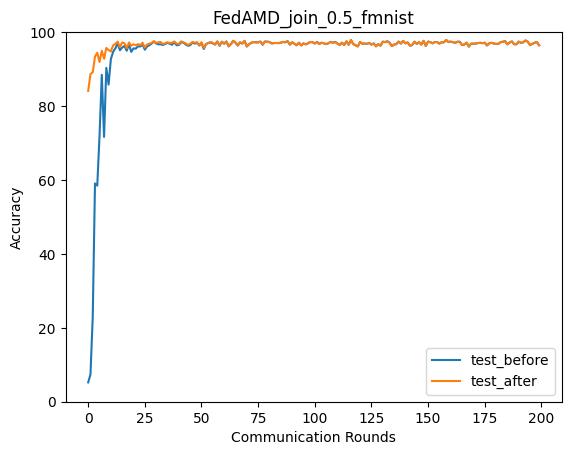 FedAMD_join_0.5_fmnist
100
80
60
40
20
0
Accuracy
0 25 50 75 100 125 150 175 200
Communication Rounds
test_before
test_after